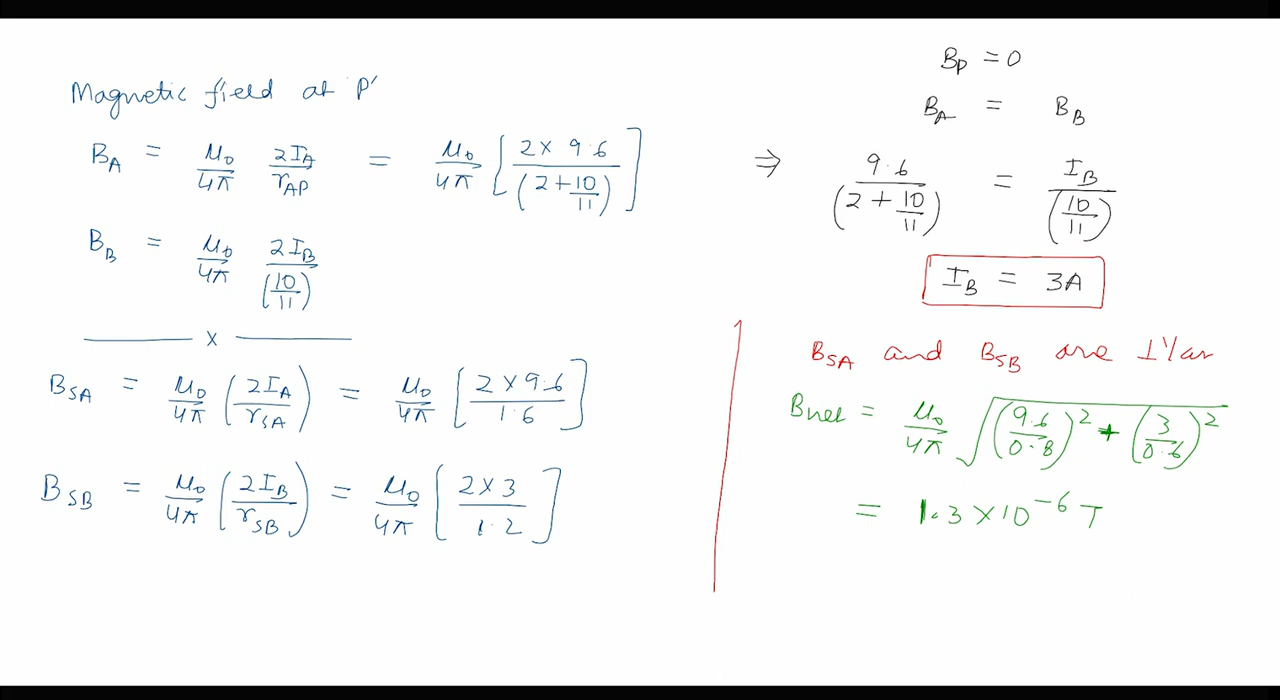 Magnetic field at P'
B_A = μ₀/4π 2I_A/r_AP = μ₀/4π [2 × 9.6/(2+10/11)]
B_B = μ₀/4π 2I_B/(10/11)
x
B_SA = μ₀/4π (2I_A/r_SA) = μ₀/4π [2 × 9.6/1.6]
B_SB = μ₀/4π (2I_B/r_SB) = μ₀/4π [2 × 3/1.2]
B_P = 0
B_A = B_B
⇒ 9.6/(2 + 10/11) = I_B/(10/11)
I_B = 3A
B_SA and B_SB are ⊥'lar
B_net = μ₀/4π √((9.6/0.8)² + (3/0.6)²)
= 1.3 × 10⁻⁶ T